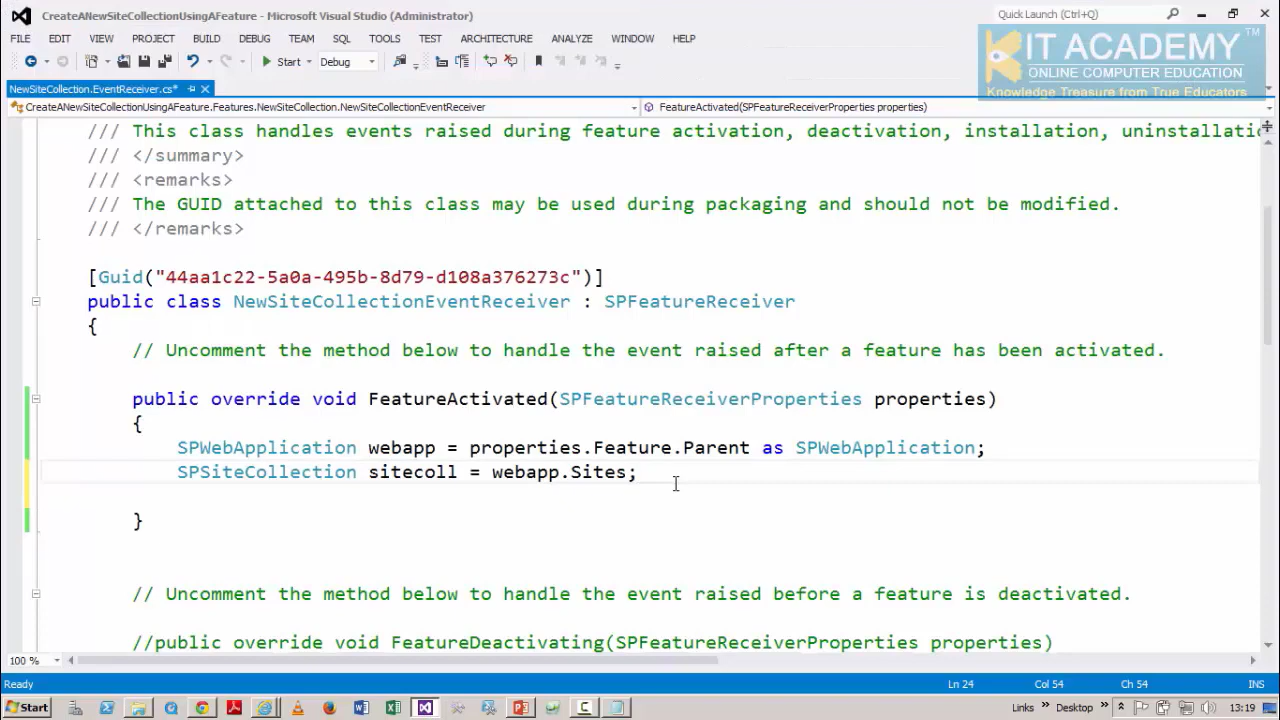 CreateANewSiteCollectionUsingAFeature - Microsoft Visual Studio (Administrator)
Quick Launch (Ctrl+Q)
FILE EDIT VIEW PROJECT BUILD DEBUG TEAM SQL TOOLS TEST ARCHITECTURE ANALYZE WINDOW HELP
KIT ACADEMY TM
ONLINE COMPUTER EDUCATION
Knowledge Treasure from True Educators
Start Debug
NewSiteCollection.EventReceiver.cs*
CreateANewSiteCollectionUsingAFeature.Features.NewSiteCollection.NewSiteCollectionEventReceiver
FeatureActivated(SPFeatureReceiverProperties properties)
/// This class handles events raised during feature activation, deactivation, installation, uninstallatio
/// </summary>
/// <remarks>
/// The GUID attached to this class may be used during packaging and should not be modified.
/// </remarks>
[Guid("44aa1c22-5a0a-495b-8d79-d108a376273c")]
public class NewSiteCollectionEventReceiver : SPFeatureReceiver
{
// Uncomment the method below to handle the event raised after a feature has been activated.
public override void FeatureActivated(SPFeatureReceiverProperties properties)
{
SPWebApplication webapp = properties.Feature.Parent as SPWebApplication;
SPSiteCollection sitecoll = webapp.Sites;
}
// Uncomment the method below to handle the event raised before a feature is deactivated.
//public override void FeatureDeactivating(SPFeatureReceiverProperties properties)
100 %
Ready Ln 24 Col 54 Ch 54 INS
Start Links » Desktop » 13:19